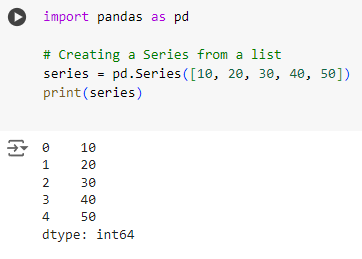 import pandas as pd
# Creating a Series from a list
series = pd.Series([10, 20, 30, 40, 50])
print(series)
0    10
1    20
2    30
3    40
4    50
dtype: int64